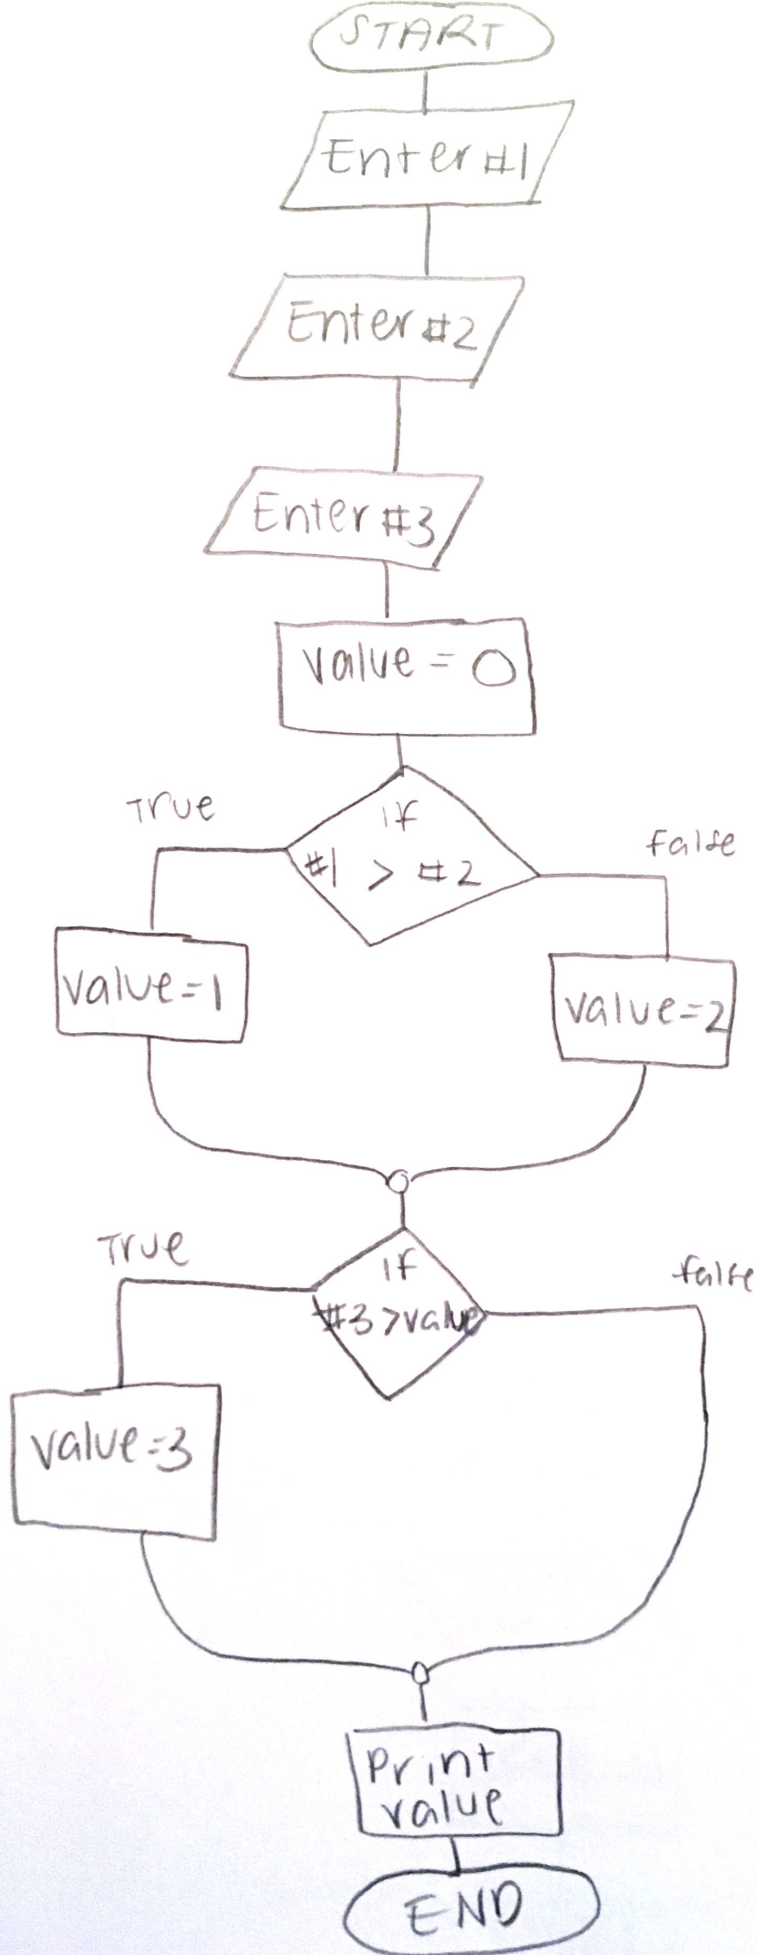 START
Enter #1
Enter #2
Enter #3
value = 0
True
if
#1 > #2
false
value=1
value=2
True
if
#3 >value
false
value=3
Print
value
END